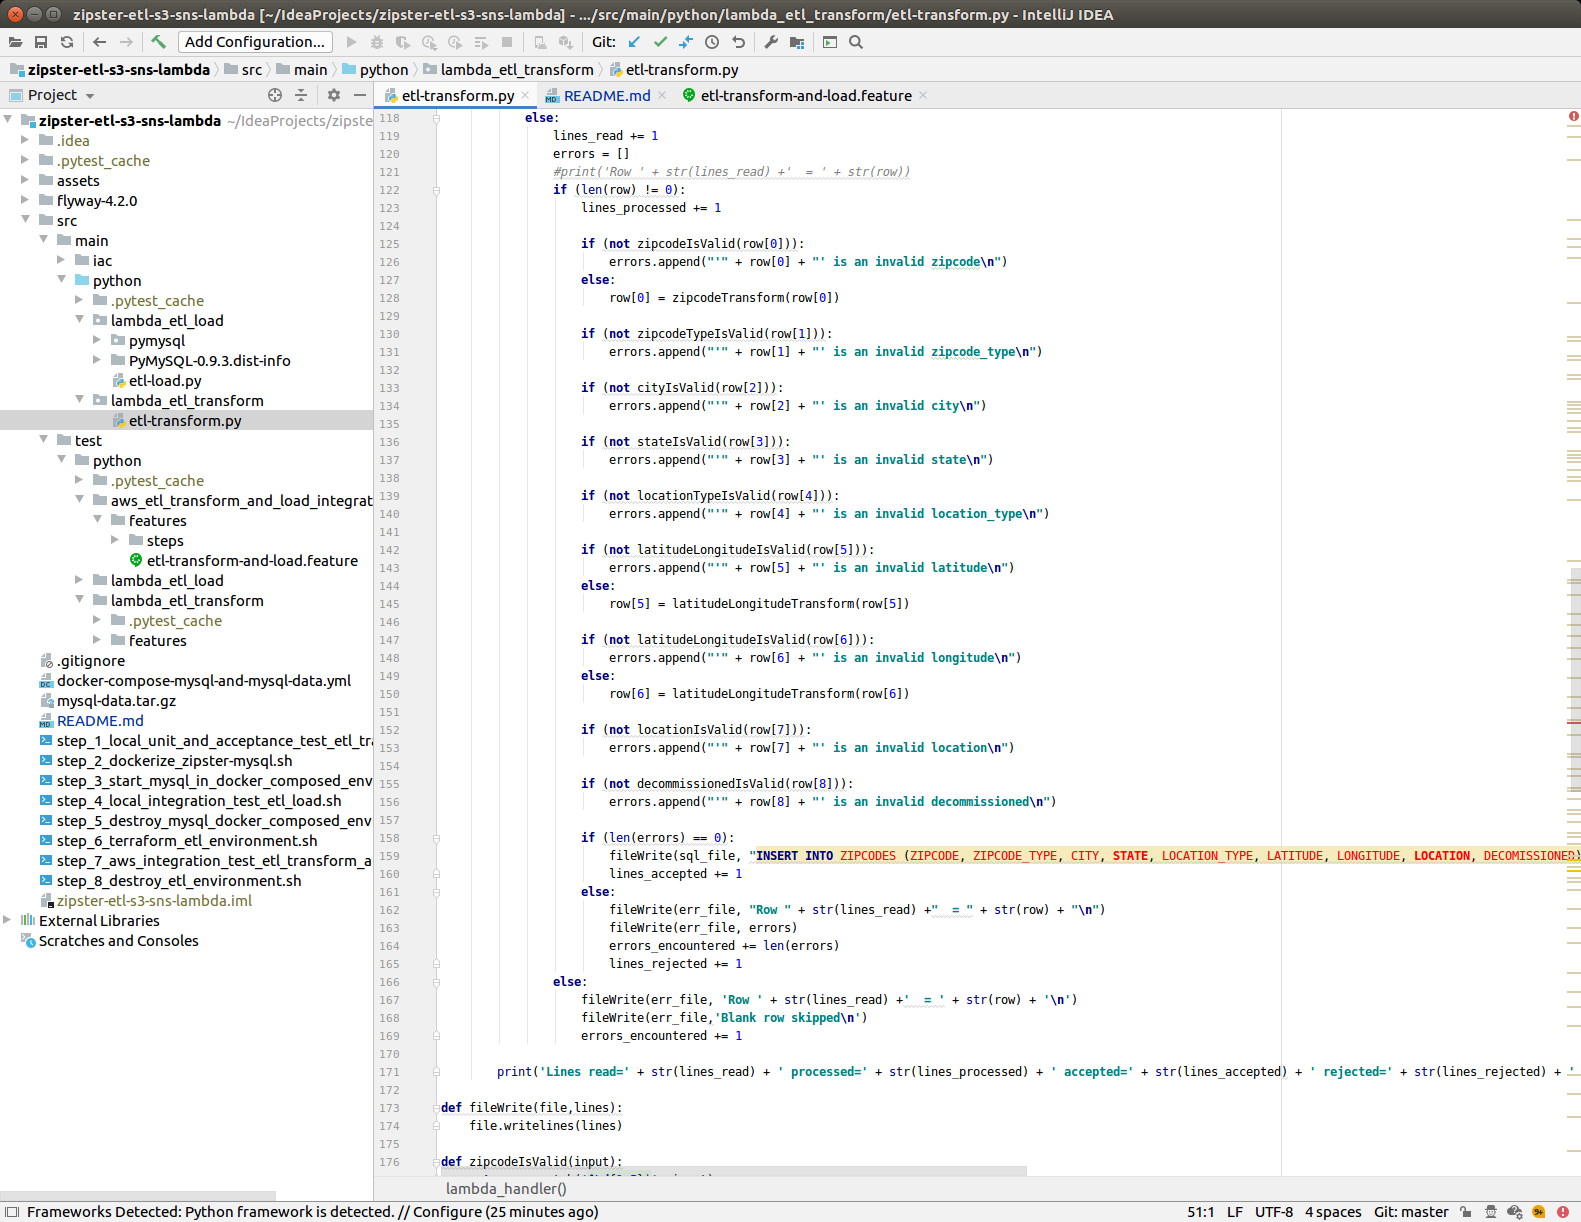 zipster-etl-s3-sns-lambda [~/IdeaProjects/zipster-etl-s3-sns-lambda] - .../src/main/python/lambda_etl_transform/etl-transform.py - IntelliJ IDEA
Add Configuration...
Git:
zipster-etl-s3-sns-lambda
src
main
python
lambda_etl_transform
etl-transform.py
Project
etl-transform.py
README.md
etl-transform-and-load.feature
zipster-etl-s3-sns-lambda ~/IdeaProjects/zipste
.idea
.pytest_cache
assets
flyway-4.2.0
src
main
iac
python
.pytest_cache
lambda_etl_load
pymysql
PyMySQL-0.9.3.dist-info
etl-load.py
lambda_etl_transform
etl-transform.py
test
python
.pytest_cache
aws_etl_transform_and_load_integrat
features
steps
etl-transform-and-load.feature
lambda_etl_load
lambda_etl_transform
.pytest_cache
features
.gitignore
docker-compose-mysql-and-mysql-data.yml
mysql-data.tar.gz
README.md
step_1_local_unit_and_acceptance_test_etl_tra
step_2_dockerize_zipster-mysql.sh
step_3_start_mysql_in_docker_composed_env
step_4_local_integration_test_etl_load.sh
step_5_destroy_mysql_docker_composed_env
step_6_terraform_etl_environment.sh
step_7_aws_integration_test_etl_transform_a
step_8_destroy_etl_environment.sh
zipster-etl-s3-sns-lambda.iml
External Libraries
Scratches and Consoles
118 else:
119 lines_read += 1
120 errors = []
121 #print('Row ' + str(lines_read) +'  = ' + str(row))
122 if (len(row) != 0):
123 lines_processed += 1
124
125 if (not zipcodeIsValid(row[0])):
126 errors.append("'" + row[0] + "' is an invalid zipcode\n")
127 else:
128 row[0] = zipcodeTransform(row[0])
129
130 if (not zipcodeTypeIsValid(row[1])):
131 errors.append("'" + row[1] + "' is an invalid zipcode_type\n")
132
133 if (not cityIsValid(row[2])):
134 errors.append("'" + row[2] + "' is an invalid city\n")
135
136 if (not stateIsValid(row[3])):
137 errors.append("'" + row[3] + "' is an invalid state\n")
138
139 if (not locationTypeIsValid(row[4])):
140 errors.append("'" + row[4] + "' is an invalid location_type\n")
141
142 if (not latitudeLongitudeIsValid(row[5])):
143 errors.append("'" + row[5] + "' is an invalid latitude\n")
144 else:
145 row[5] = latitudeLongitudeTransform(row[5])
146
147 if (not latitudeLongitudeIsValid(row[6])):
148 errors.append("'" + row[6] + "' is an invalid longitude\n")
149 else:
150 row[6] = latitudeLongitudeTransform(row[6])
151
152 if (not locationIsValid(row[7])):
153 errors.append("'" + row[7] + "' is an invalid location\n")
154
155 if (not decommissionedIsValid(row[8])):
156 errors.append("'" + row[8] + "' is an invalid decommissioned\n")
157
158 if (len(errors) == 0):
159 fileWrite(sql_file, "INSERT INTO ZIPCODES (ZIPCODE, ZIPCODE_TYPE, CITY, STATE, LOCATION_TYPE, LATITUDE, LONGITUDE, LOCATION, DECOMISSIONED)
160 lines_accepted += 1
161 else:
162 fileWrite(err_file, "Row " + str(lines_read) +"  = " + str(row) + "\n")
163 fileWrite(err_file, errors)
164 errors_encountered += len(errors)
165 lines_rejected += 1
166 else:
167 fileWrite(err_file, 'Row ' + str(lines_read) +'  = ' + str(row) + '\n')
168 fileWrite(err_file,'Blank row skipped\n')
169 errors_encountered += 1
170
171 print('Lines read=' + str(lines_read) + ' processed=' + str(lines_processed) + ' accepted=' + str(lines_accepted) + ' rejected=' + str(lines_rejected) + '
172
173 def fileWrite(file,lines):
174 file.writelines(lines)
175
176 def zipcodeIsValid(input):
lambda_handler()
Frameworks Detected: Python framework is detected. // Configure (25 minutes ago)
51:1 LF UTF-8 4 spaces Git: master